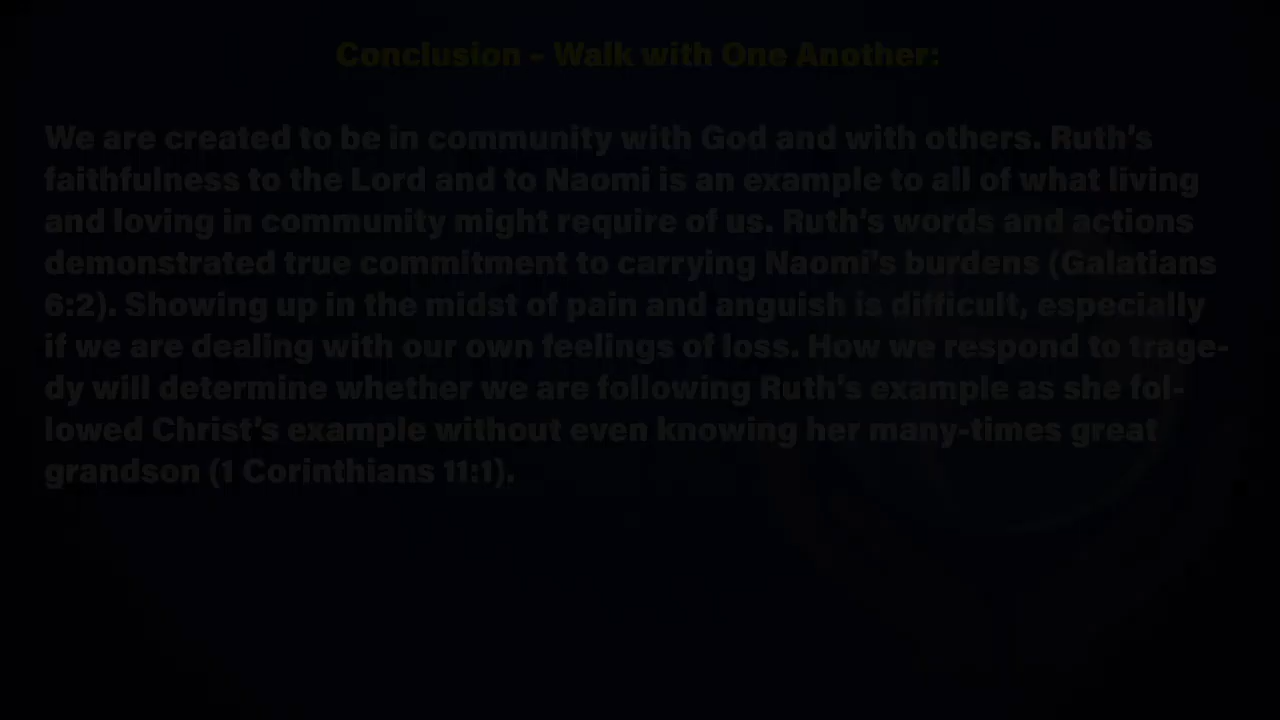 Conclusion - Walk with One Another:
We are created to be in community with God and with others. Ruth's
faithfulness to the Lord and to Naomi is an example to all of what living
and loving in community might require of us. Ruth's words and actions
demonstrated true commitment to carrying Naomi's burdens (Galatians
6:2). Showing up in the midst of pain and anguish is difficult, especially
if we are dealing with our own feelings of loss. How we respond to trage-
dy will determine whether we are following Ruth's example as she fol-
lowed Christ's example without even knowing her many-times great
grandson (1 Corinthians 11:1).